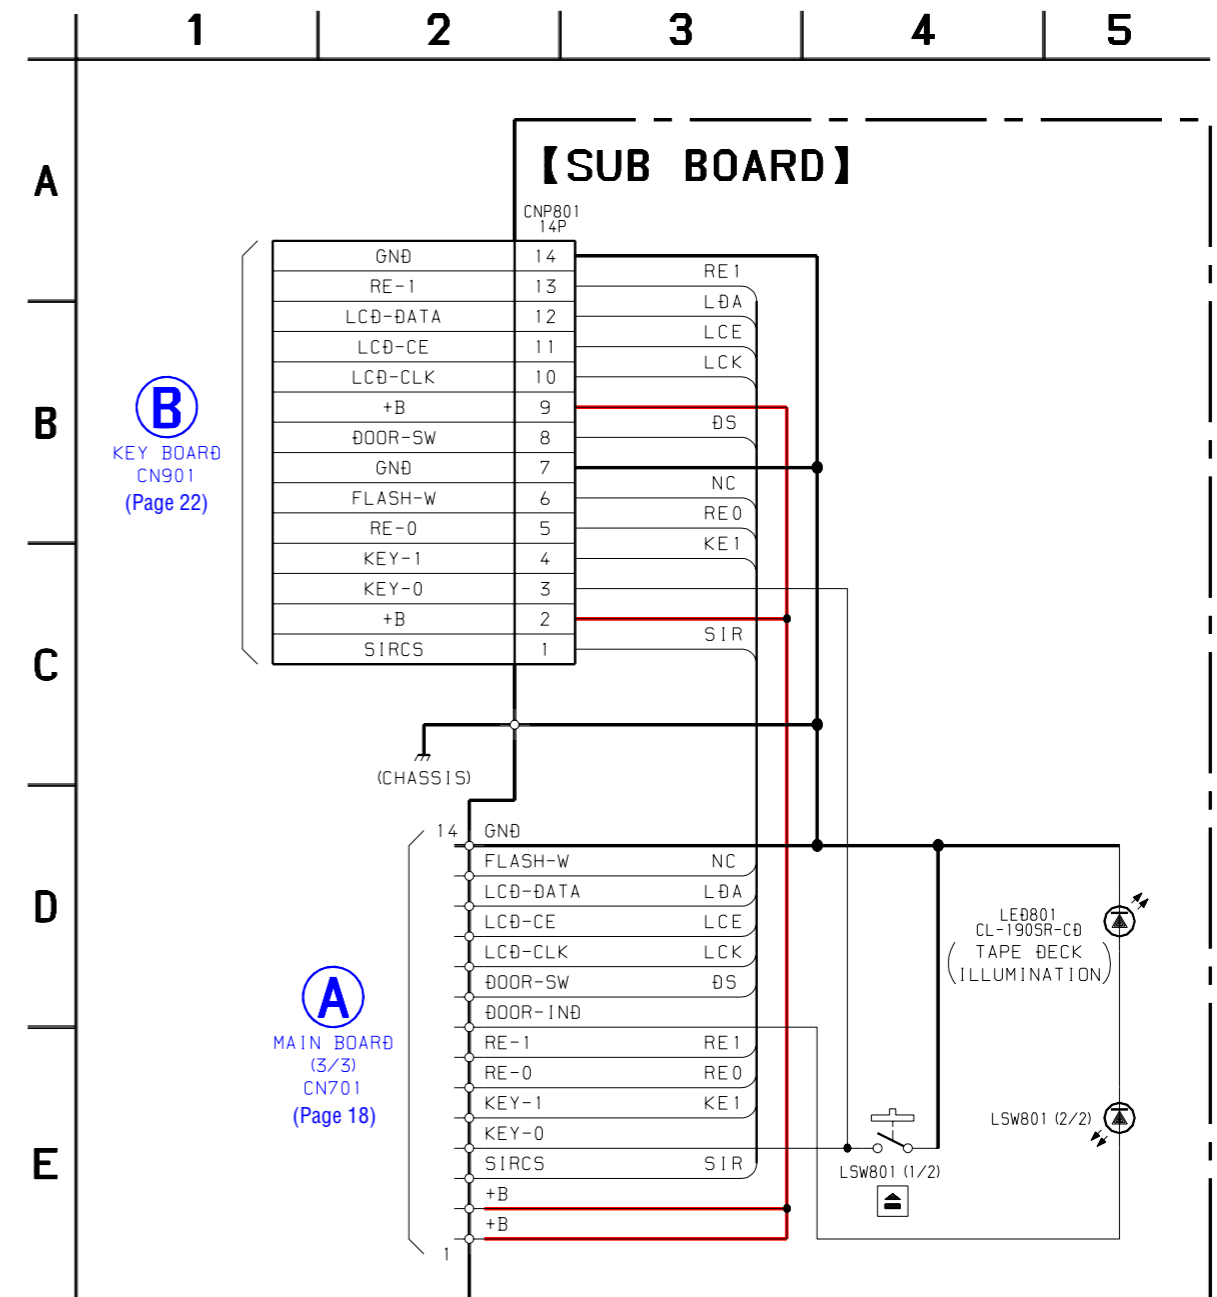 1 2 3 4 5
A
【SUB BOARD】
CNP801
14P
GND 14
RE1
RE-1 13
LDA
LCD-DATA 12
LCE
LCD-CE 11
LCK
LCD-CLK 10
+B 9
DS
DOOR-SW 8
GND 7
NC
FLASH-W 6
RE0
RE-0 5
KE1
KEY-1 4
KEY-0 3
+B 2
SIR
SIRCS 1
B
B
KEY BOARD
CN901
(Page 22)
C
(CHASSIS)
14 GND
FLASH-W NC
LCD-DATA LDA
LCD-CE LCE
LCD-CLK LCK
DOOR-SW DS
DOOR-IND
RE-1 RE1
RE-0 RE0
KEY-1 KE1
KEY-0
SIRCS SIR
+B
+B
1
D
A
MAIN BOARD
(3/3)
CN701
(Page 18)
LED801
CL-190SR-CD
(TAPE DECK
ILLUMINATION)
LSW801 (2/2)
LSW801 (1/2)
E